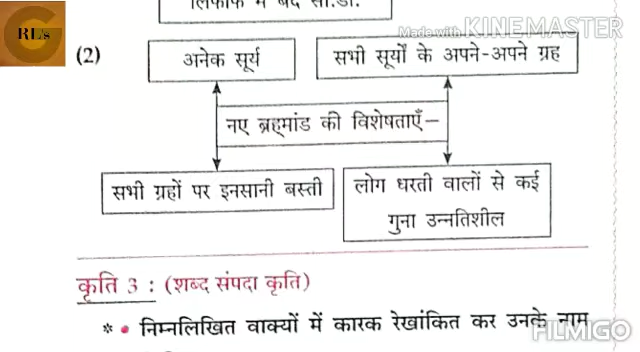 लिफाफे में बंद सी.डी.
Made with KINEMASTER
RL's
(2)
अनेक सूर्य
सभी सूर्यों के अपने-अपने ग्रह
नए ब्रह्मांड की विशेषताएँ–
सभी ग्रहों पर इनसानी बस्ती
लोग धरती वालों से कई
गुना उन्नतिशील
कृति 3 : (शब्द संपदा कृति)
* • निम्नलिखित वाक्यों में कारक रेखांकित कर उनके नाम
FILMIGO